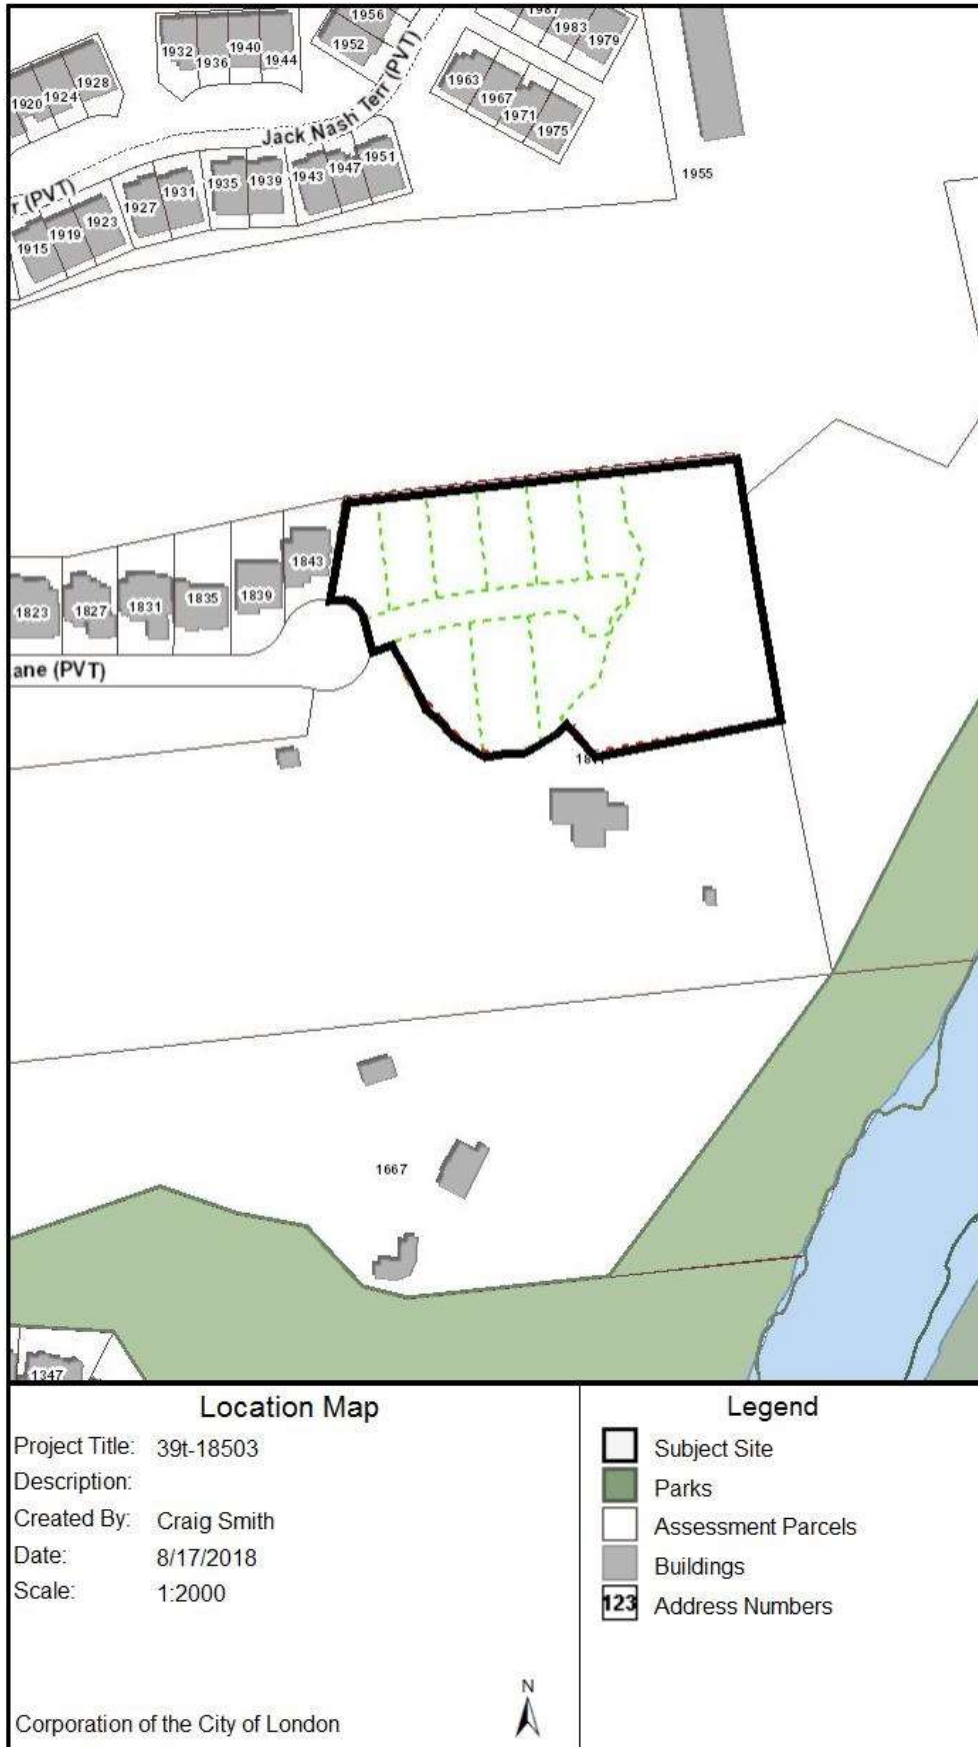 1956
1987
1983
1979
1932
1936
1940
1944
1952
1928
1924
1920
1963
1967
1971
1975
Jack Nash Terr (PVT)
1955
1951
1947
1943
1939
1935
1931
1927
1923
1919
1915
(PVT)
1843
1839
1835
1831
1827
1823
ane (PVT)
1667
1347
Location Map
Project Title: 39t-18503
Description:
Created By: Craig Smith
Date: 8/17/2018
Scale: 1:2000
N
Corporation of the City of London
Legend
Subject Site
Parks
Assessment Parcels
Buildings
123 Address Numbers